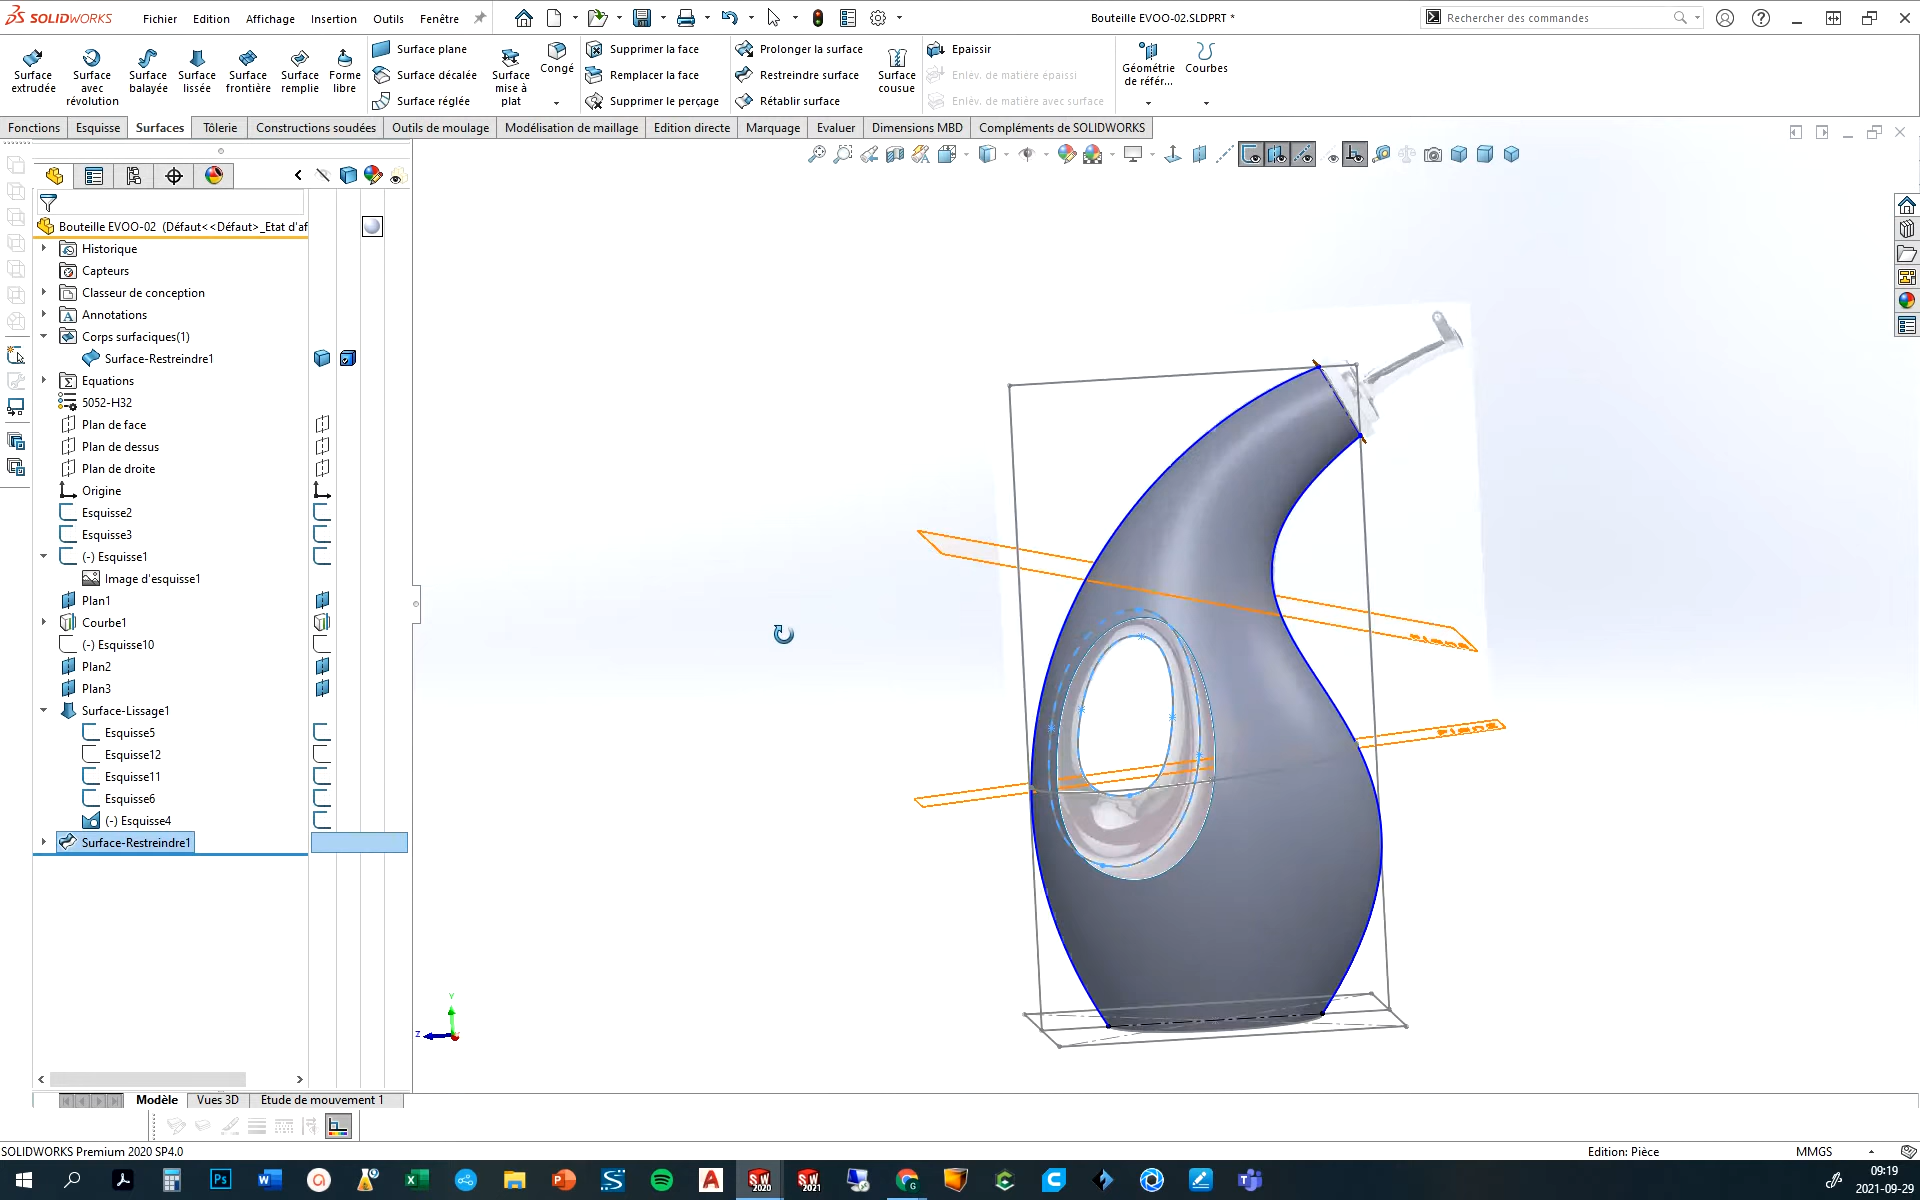 SOLIDWORKS
Fichier Edition Affichage Insertion Outils Fenêtre
Bouteille EVOO-02.SLDPRT *
Rechercher des commandes
Surface extrudée
Surface avec révolution
Surface balayée
Surface lissée
Surface frontière
Surface remplie
Forme libre
Surface plane
Surface décalée
Surface réglée
Surface mise à plat
Congé
Supprimer la face
Remplacer la face
Supprimer le perçage
Prolonger la surface
Restreindre surface
Rétablir surface
Surface cousue
Epaissir
Enlèv. de matière épaissi
Enlèv. de matière avec surface
Géométrie de référ...
Courbes
Fonctions Esquisse Surfaces Tôlerie Constructions soudées Outils de moulage Modélisation de maillage Edition directe Marquage Evaluer Dimensions MBD Compléments de SOLIDWORKS
Bouteille EVOO-02 (Défaut<<Défaut>_Etat d'af
Historique
Capteurs
Classeur de conception
Annotations
Corps surfaciques(1)
Surface-Restreindre1
Equations
5052-H32
Plan de face
Plan de dessus
Plan de droite
Origine
Esquisse2
Esquisse3
(-) Esquisse1
Image d'esquisse1
Plan1
Courbe1
(-) Esquisse10
Plan2
Plan3
Surface-Lissage1
Esquisse5
Esquisse12
Esquisse11
Esquisse6
(-) Esquisse4
Surface-Restreindre1
Y
Z
Modèle Vues 3D Etude de mouvement 1
SOLIDWORKS Premium 2020 SP4.0
Edition: Pièce
MMGS
09:19
2021-09-29